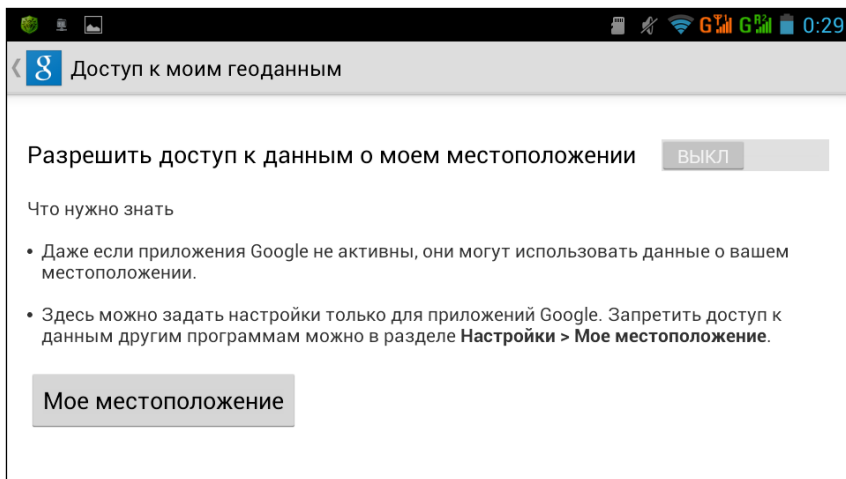 G G 0:29
g Доступ к моим геоданным
Разрешить доступ к данным о моем местоположении ВЫКЛ
Что нужно знать
• Даже если приложения Google не активны, они могут использовать данные о вашем
местоположении.
• Здесь можно задать настройки только для приложений Google. Запретить доступ к
данным другим программам можно в разделе Настройки > Мое местоположение.
Мое местоположение